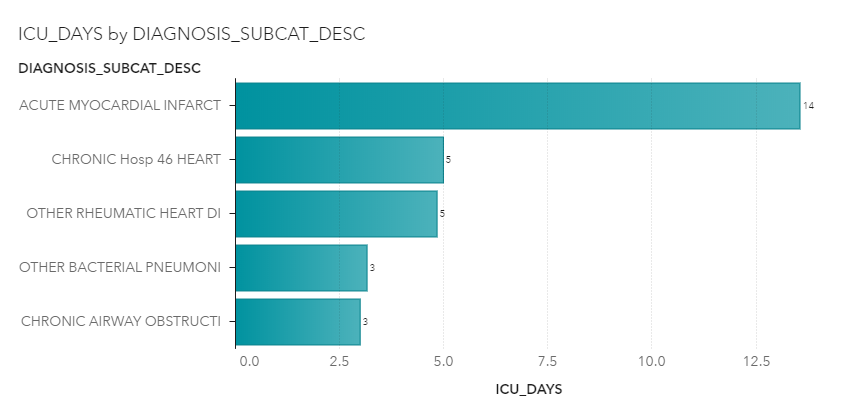 ICU_DAYS by DIAGNOSIS_SUBCAT_DESC
DIAGNOSIS_SUBCAT_DESC
ACUTE MYOCARDIAL INFARCT 14
CHRONIC Hosp 46 HEART 5
OTHER RHEUMATIC HEART DI 5
OTHER BACTERIAL PNEUMONI 3
CHRONIC AIRWAY OBSTRUCTI 3
0.0 2.5 5.0 7.5 10.0 12.5
ICU_DAYS